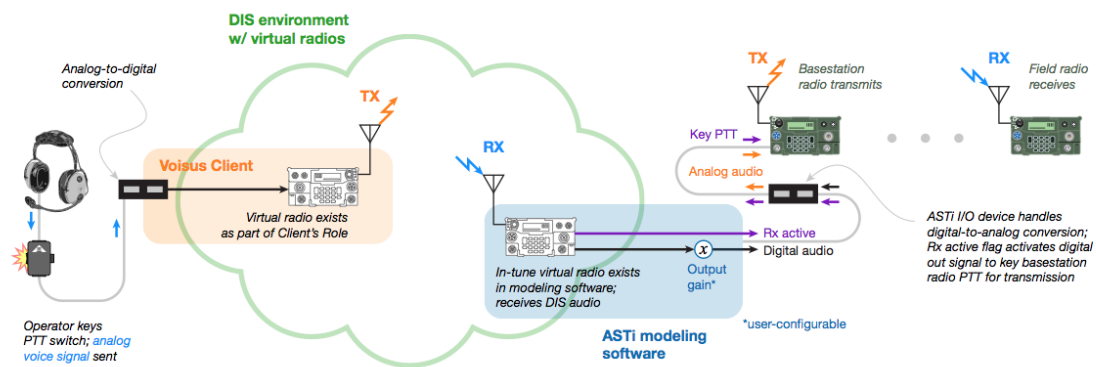 DIS environment
w/ virtual radios
Analog-to-digital
conversion
TX
Voisus Client
Virtual radio exists
as part of Client's Role
Operator keys
PTT switch; analog
voice signal sent
RX
In-tune virtual radio exists
in modeling software;
receives DIS audio
Rx active
Digital audio
x
Output
gain*
ASTi modeling
software
*user-configurable
TX
Basestation
radio transmits
Key PTT
Analog audio
RX
Field radio
receives
ASTi I/O device handles
digital-to-analog conversion;
Rx active flag activates digital
out signal to key basestation
radio PTT for transmission